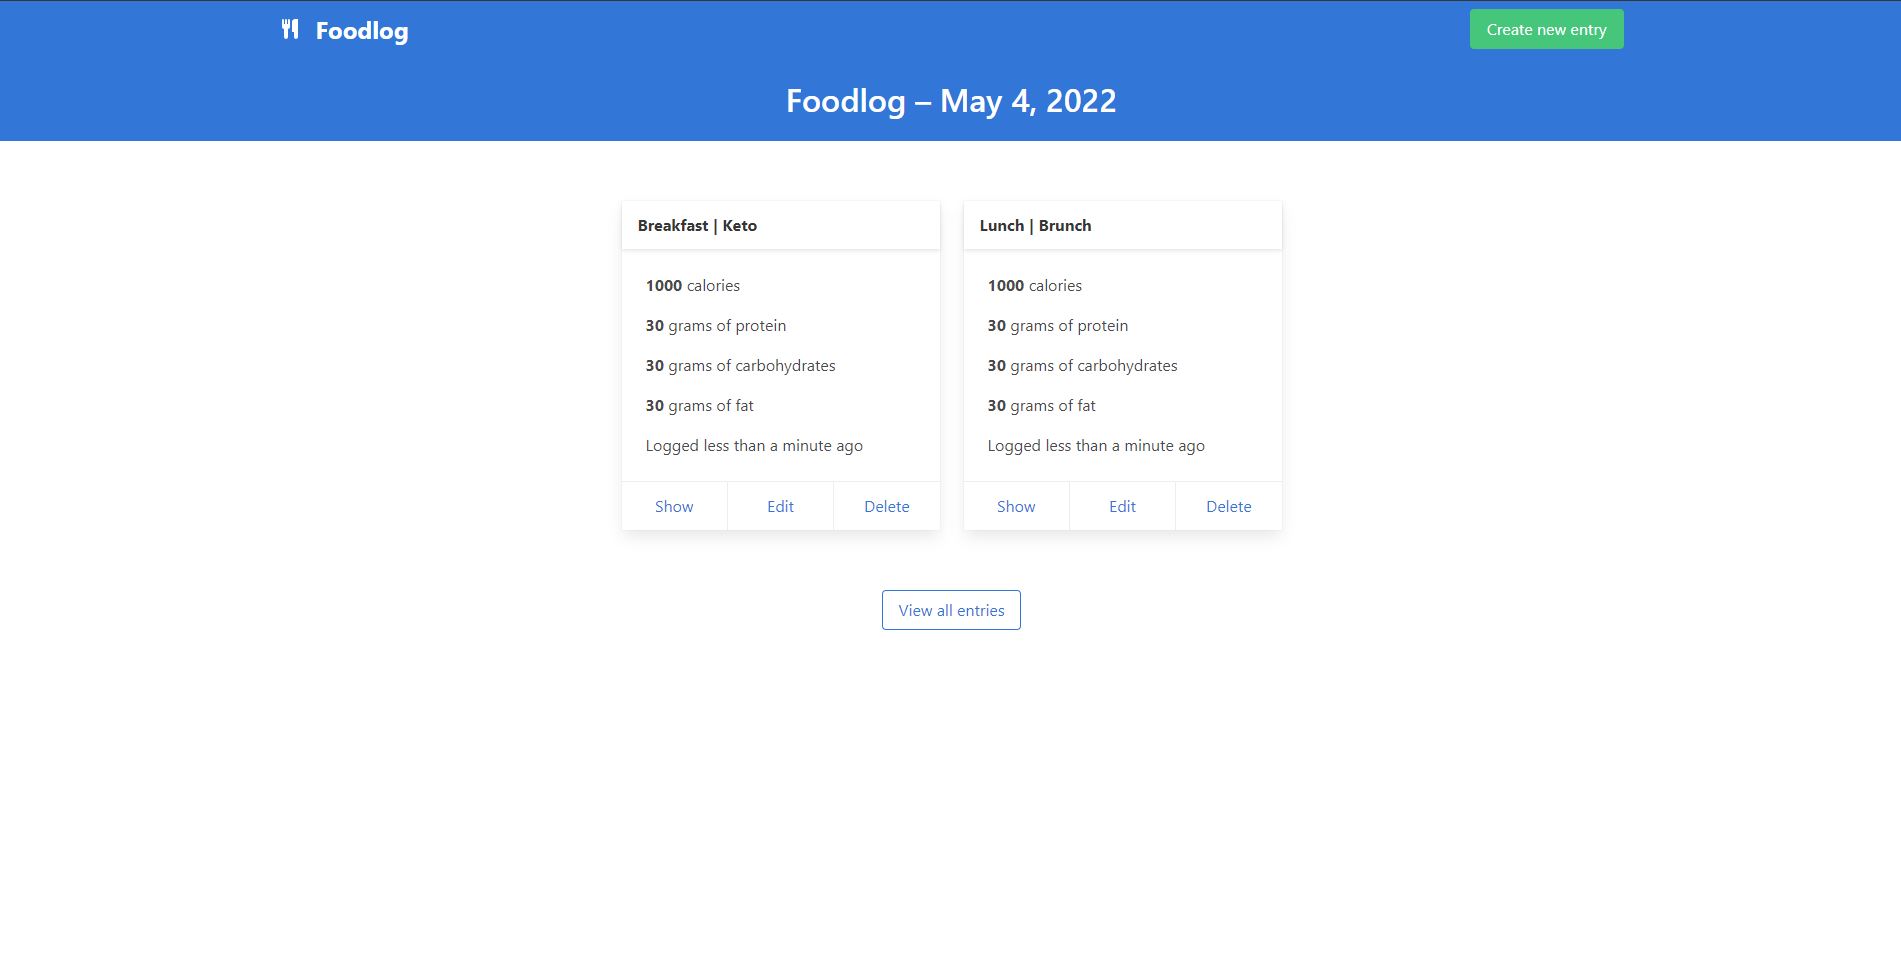 Foodlog
Create new entry
Foodlog – May 4, 2022
Breakfast | Keto
1000 calories
30 grams of protein
30 grams of carbohydrates
30 grams of fat
Logged less than a minute ago
Show Edit Delete
Lunch | Brunch
1000 calories
30 grams of protein
30 grams of carbohydrates
30 grams of fat
Logged less than a minute ago
Show Edit Delete
View all entries